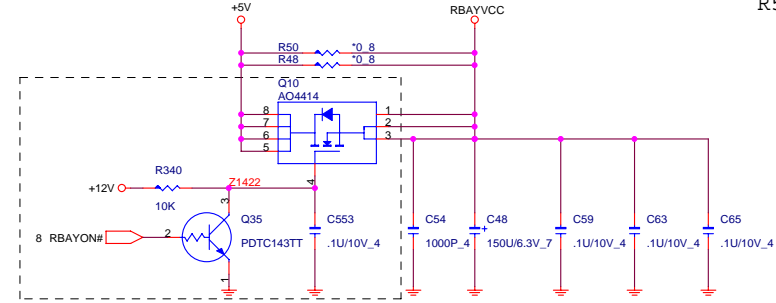 +5V
RBAYVCC
R50 *0_8
R48 *0_8
Q10
AO4414
8
7
6
5
1
2
3
4
R340
+12V
10K
Z1422
3
8 RBAYON#
2
1
Q35
PDTC143TT
C553
.1U/10V_4
C54
1000P_4
+
C48
150U/6.3V_7
C59
.1U/10V_4
C63
.1U/10V_4
C65
.1U/10V_4